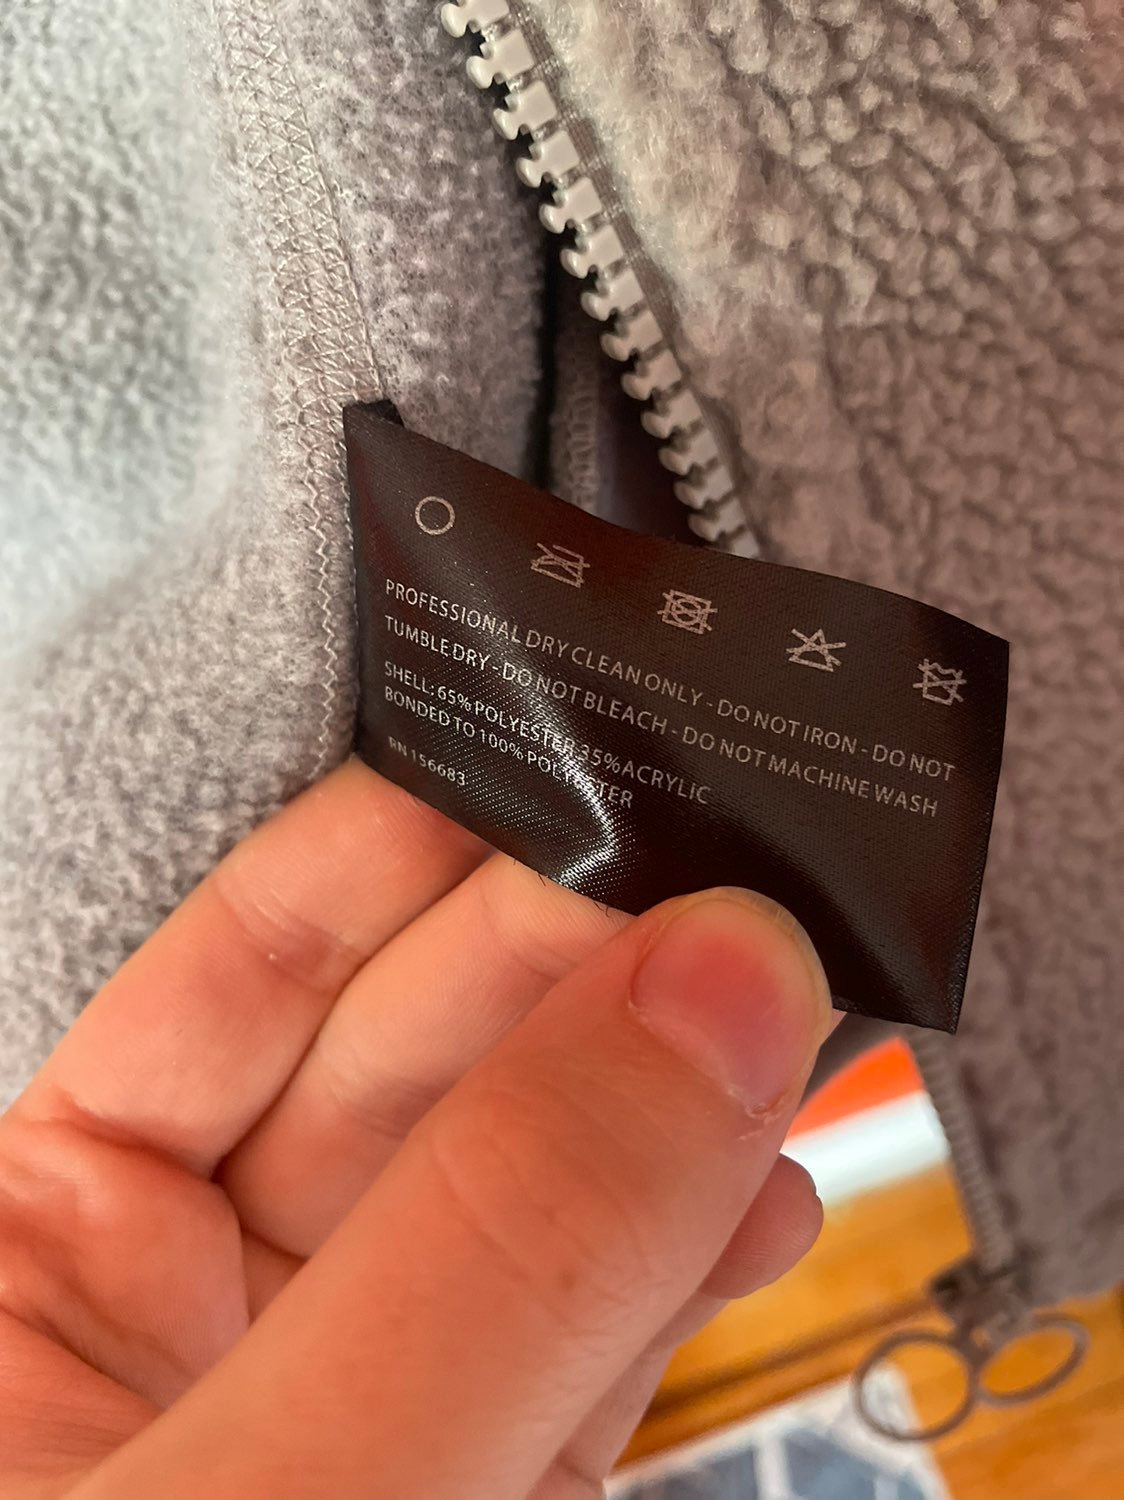 PROFESSIONAL DRY CLEAN ONLY - DO NOT IRON - DO NOT
TUMBLE DRY - DO NOT BLEACH - DO NOT MACHINE WASH
SHELL: 65% POLYESTER 35% ACRYLIC
BONDED TO 100% POLYESTER
RN 156683